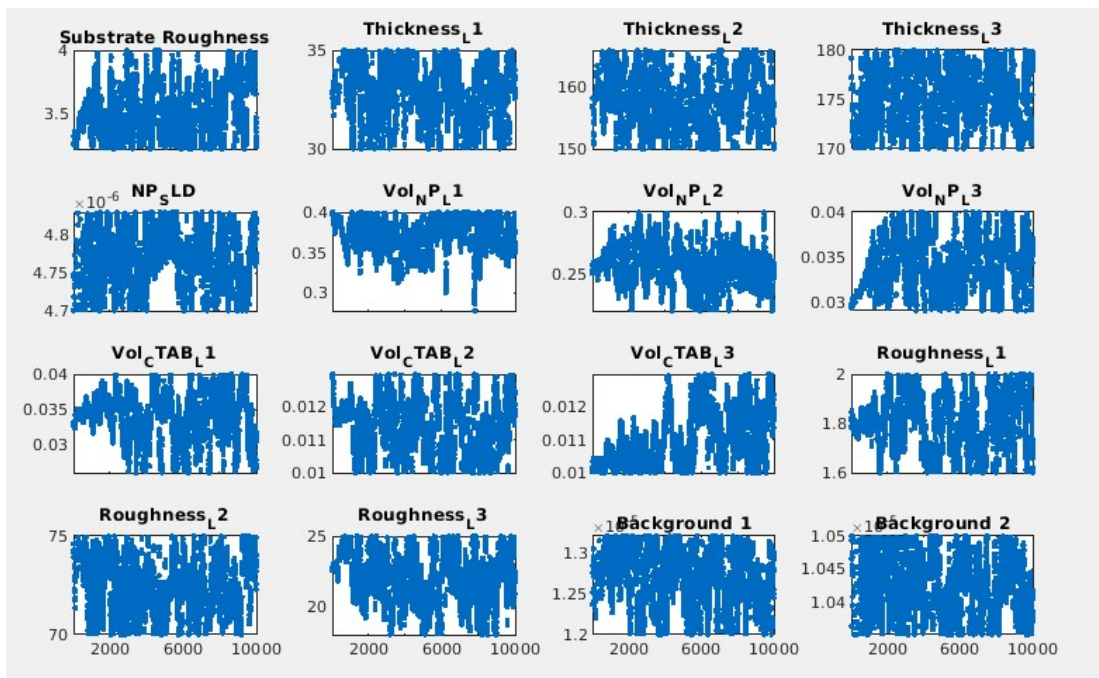 Substrate Roughness
4
3.5
Thickness_L1
35
30
Thickness_L2
160
150
Thickness_L3
180
175
170
NP_SLD
×10^-6
4.8
4.75
4.7
Vol_NP_L1
0.4
0.35
0.3
Vol_NP_L2
0.3
0.25
Vol_NP_L3
0.04
0.035
0.03
Vol_CTAB_L1
0.04
0.035
0.03
Vol_CTAB_L2
0.012
0.011
0.01
Vol_CTAB_L3
0.012
0.011
0.01
Roughness_L1
2
1.8
1.6
Roughness_L2
75
70
2000 6000 10000
Roughness_L3
25
20
2000 6000 10000
Background 1
×10^-5
1.3
1.25
1.2
2000 6000 10000
Background 2
×10^-5
1.05
1.045
1.04
2000 6000 10000